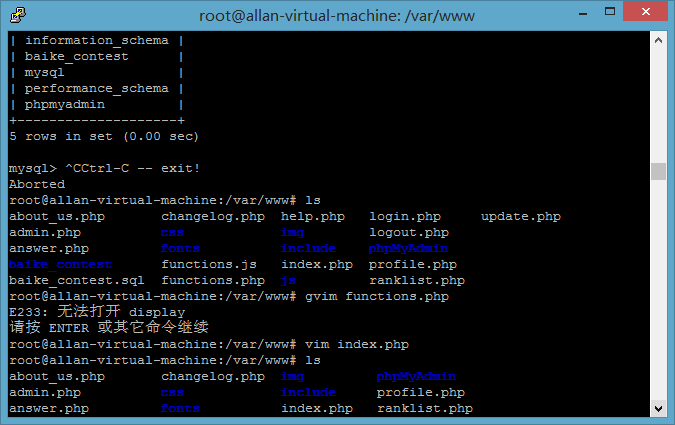 root@allan-virtual-machine: /var/www
| information_schema |
| baike_contest      |
| mysql              |
| performance_schema |
| phpmyadmin         |
+--------------------+
5 rows in set (0.00 sec)

mysql> ^CCtrl-C -- exit!
Aborted
root@allan-virtual-machine:/var/www# ls
about_us.php       changelog.php  help.php   login.php     update.php
admin.php          css            img        logout.php
answer.php         fonts          include    phpMyAdmin
baike_contest      functions.js   index.php  profile.php
baike_contest.sql  functions.php  js         ranklist.php
root@allan-virtual-machine:/var/www# gvim functions.php
E233: 无法打开 display
请按 ENTER 或其它命令继续
root@allan-virtual-machine:/var/www# vim index.php
root@allan-virtual-machine:/var/www# ls
about_us.php       changelog.php  img         phpMyAdmin
admin.php          css            include     profile.php
answer.php         fonts          index.php   ranklist.php